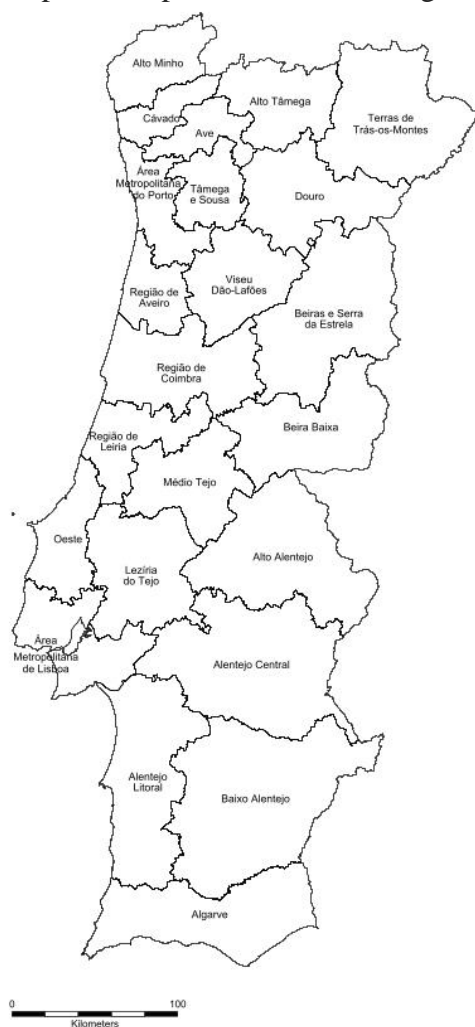 Alto Minho
Alto Tâmega
Terras de
Trás-os-Montes
Cávado
Ave
Área
Metropolitana
do Porto
Tâmega
e Sousa
Douro
Região de
Aveiro
Viseu
Dão-Lafões
Beiras e Serra
da Estrela
Região de
Coimbra
Região de
Leiria
Beira Baixa
Médio Tejo
Oeste
Lezíria
do Tejo
Alto Alentejo
Área
Metropolitana
de Lisboa
Alentejo Central
Alentejo
Litoral
Baixo Alentejo
Algarve
0 100
Kilometers